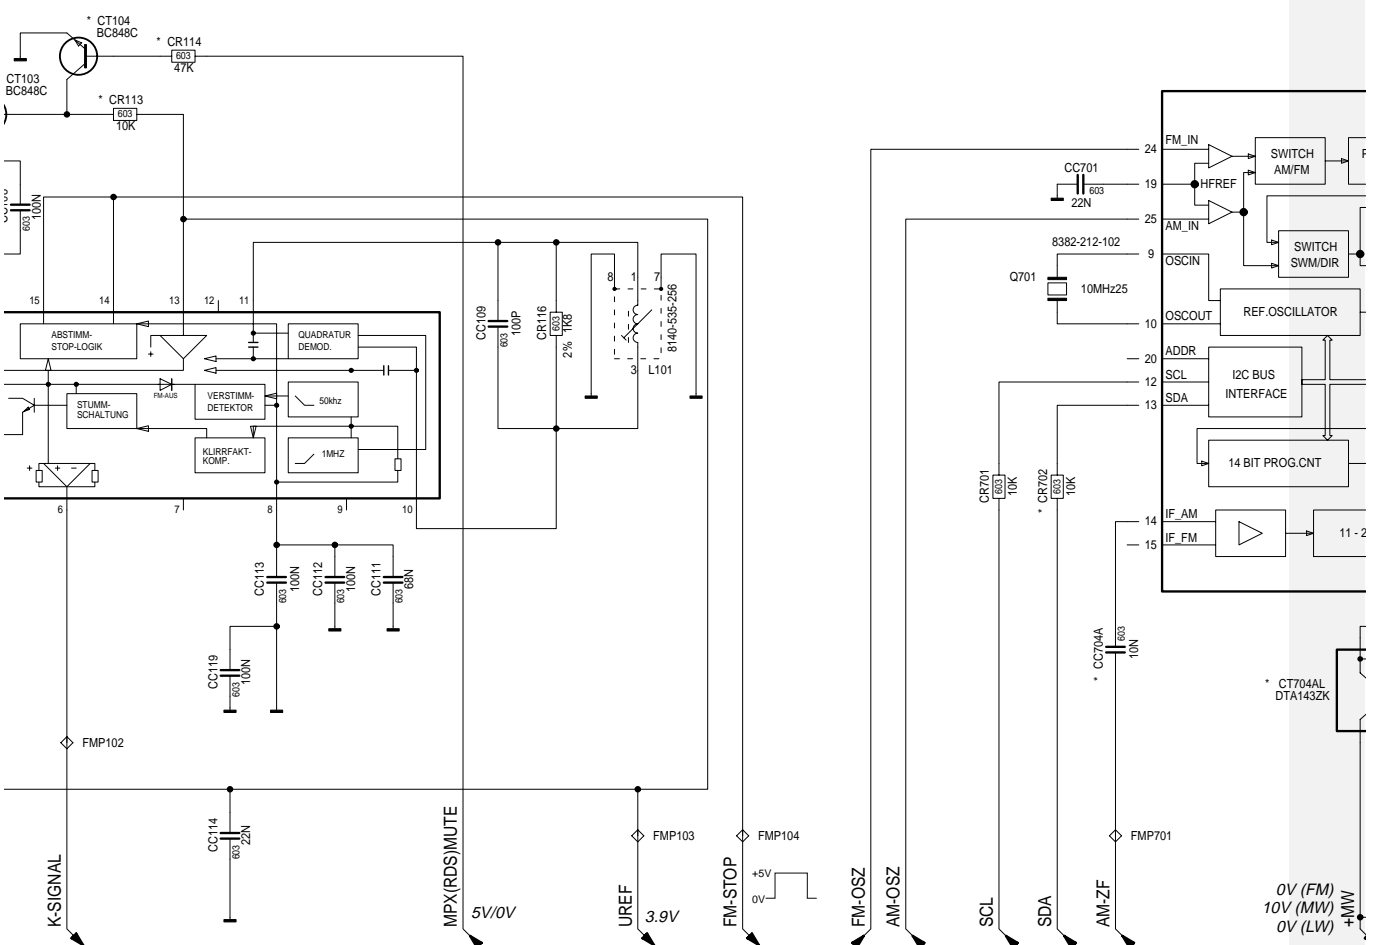 * CT104
BC848C
* CR114
603
47K
CT103
BC848C
* CR113
603
10K
603
100N
24
FM_IN
SWITCH
AM/FM
CC701
603
22N
19
HFREF
25
AM_IN
8382-212-102
9
OSCIN
SWITCH
SWM/DIR
Q701
10MHz25
10
OSCOUT
REF.OSCILLATOR
20
ADDR
12
SCL
13
SDA
I2C BUS
INTERFACE
14 BIT PROG.CNT
14
IF_AM
15
IF_FM
11 - 2
15
14
13
12
11
ABSTIMM-
STOP-LOGIK
+
QUADRATUR
DEMOD.
CC109
603
100P
CR116
603
1K8
2%
8
1
7
8140-535-256
3
L101
STUMM-
SCHALTUNG
FM-AUS
VERSTIMM-
DETEKTOR
50khz
KLIRRFAKT-
KOMP.
1MHZ
+
+ −
6
7
8
9
10
CR701
603
10K
* CR702
603
10K
CC113
603
100N
CC112
603
100N
CC111
603
68N
CC119
603
100N
* CC704A
603
10N
* CT704AL
DTA143ZK
FMP102
CC114
603
22N
FMP103
FMP104
FMP701
+5V
0V
K-SIGNAL
MPX(RDS)MUTE
5V/0V
UREF
3.9V
FM-STOP
FM-OSZ
AM-OSZ
SCL
SDA
AM-ZF
0V (FM)
10V (MW)
0V (LW)
+MW